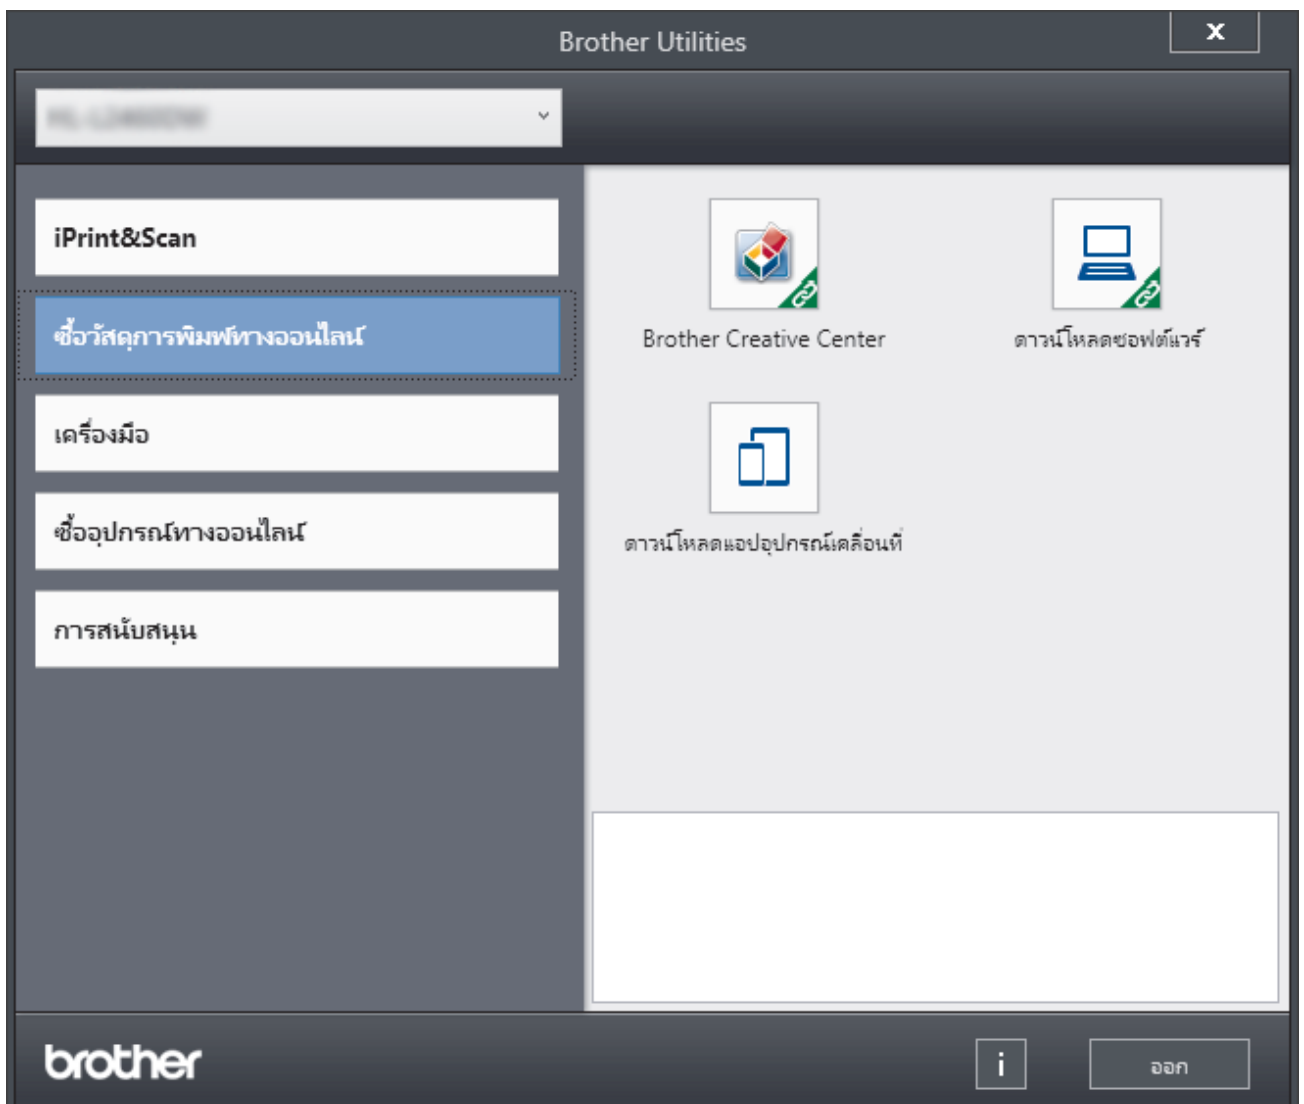 Brother Utilities
X
iPrint&Scan
ซื้อวัสดุการพิมพ์ทางออนไลน์
เครื่องมือ
ซื้ออุปกรณ์ทางออนไลน์
การสนับสนุน
Brother Creative Center
ดาวน์โหลดซอฟต์แวร์
ดาวน์โหลดแอปอุปกรณ์เคลื่อนที่
brother
i
ออก